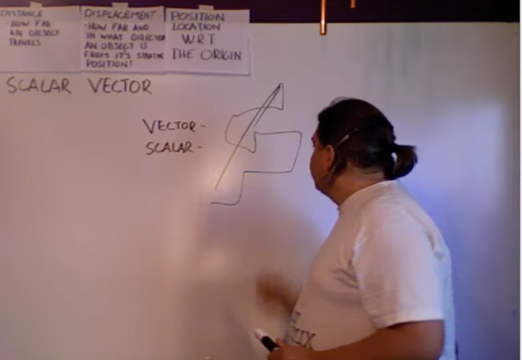 DISTANCE
- HOW FAR
AN OBJECT
TRAVELS
DISPLACEMENT
- HOW FAR AND
IN WHAT DIRECTION
AN OBJECT IS
FROM IT'S
POSITION!
POSITION
LOCATION
W.R.T
THE ORIGIN
SCALAR VECTOR
VECTOR-
SCALAR-